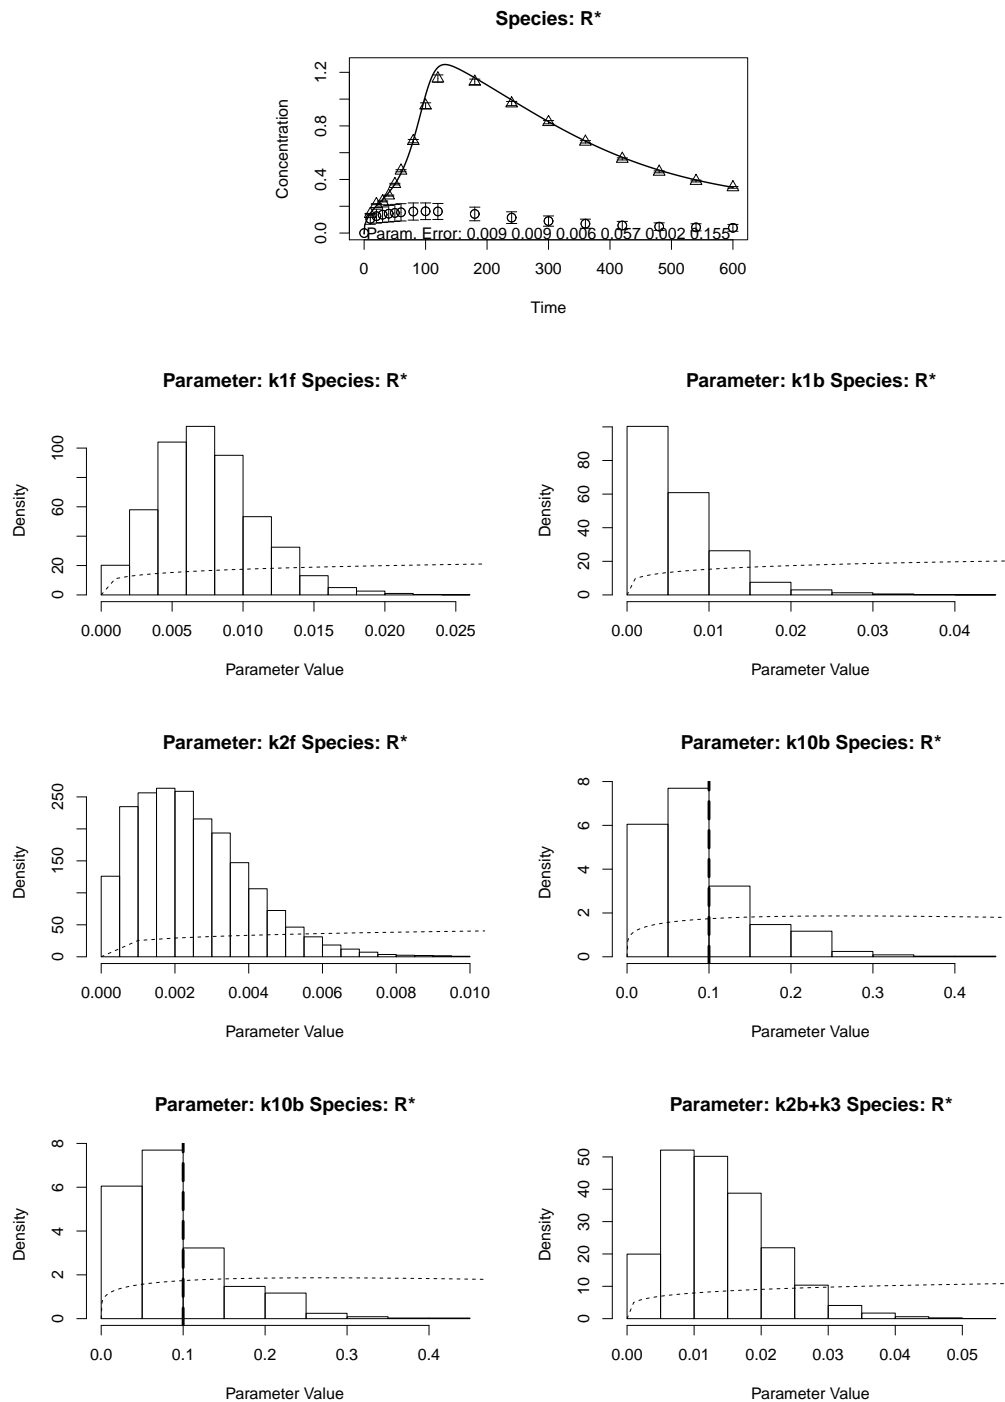 Species: R*
Concentration
0.0 0.4 0.8 1.2
Param. Error: 0.009 0.009 0.006 0.057 0.002 0.155
0 100 200 300 400 500 600
Time
Parameter: k1f Species: R*
Density
0 20 60 100
0.000 0.005 0.010 0.015 0.020 0.025
Parameter Value
Parameter: k1b Species: R*
Density
0 20 40 60 80
0.00 0.01 0.02 0.03 0.04
Parameter Value
Parameter: k2f Species: R*
Density
0 50 150 250
0.000 0.002 0.004 0.006 0.008 0.010
Parameter Value
Parameter: k10b Species: R*
Density
0 2 4 6 8
0.0 0.1 0.2 0.3 0.4
Parameter Value
Parameter: k10b Species: R*
Density
0 2 4 6 8
0.0 0.1 0.2 0.3 0.4
Parameter Value
Parameter: k2b+k3 Species: R*
Density
0 10 20 30 40 50
0.00 0.01 0.02 0.03 0.04 0.05
Parameter Value